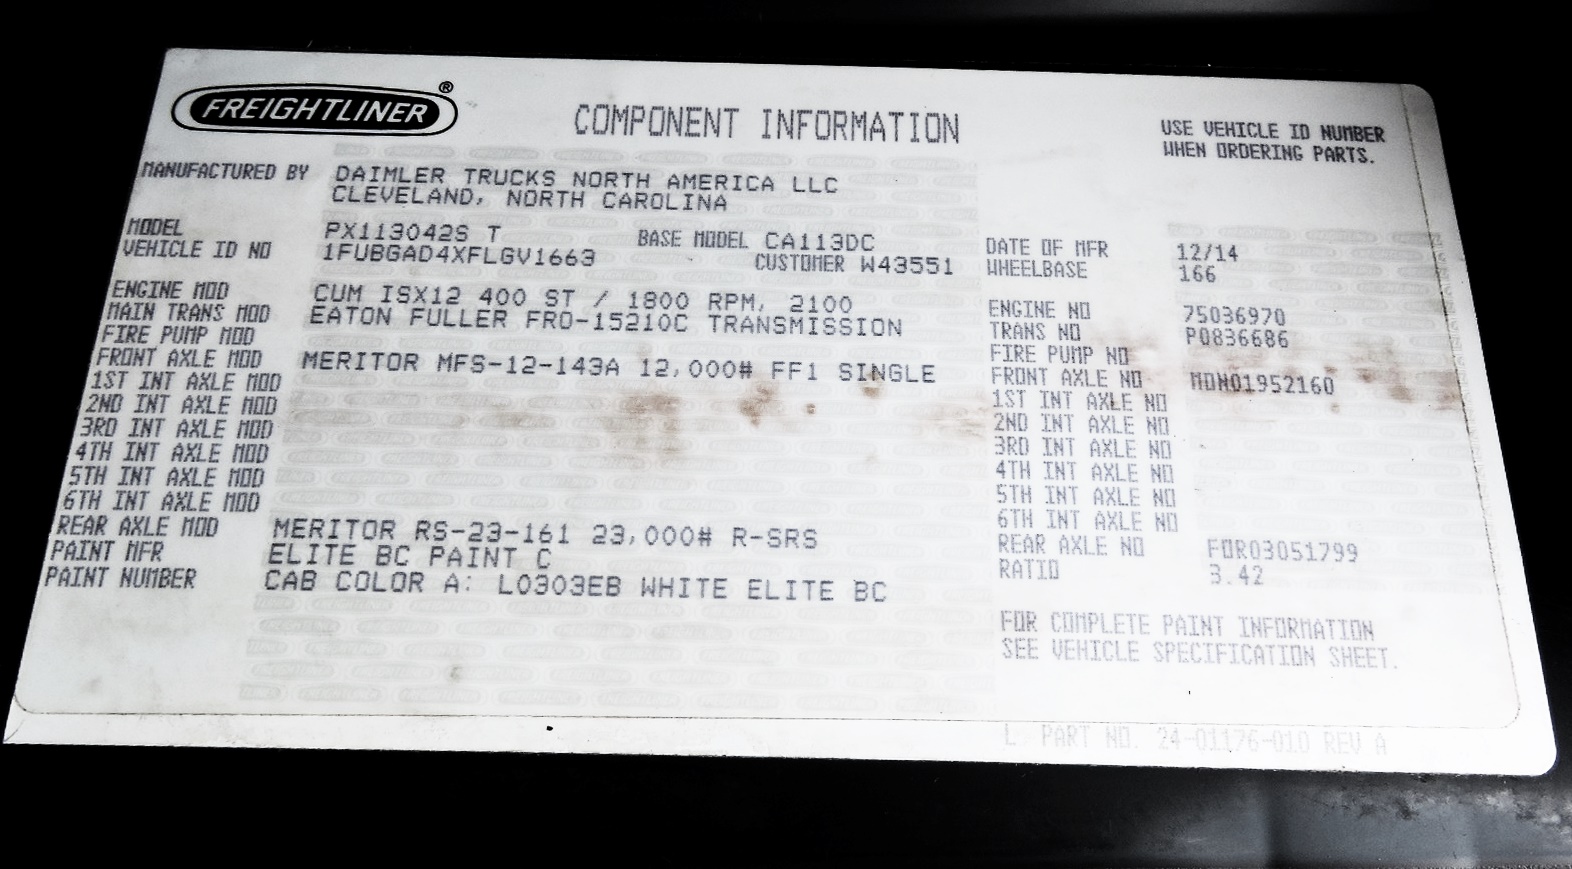 FREIGHTLINER®
COMPONENT INFORMATION
USE VEHICLE ID NUMBER
WHEN ORDERING PARTS.
MANUFACTURED BY DAIMLER TRUCKS NORTH AMERICA LLC
CLEVELAND, NORTH CAROLINA
MODEL PX113042S T BASE MODEL CA113DC DATE OF MFR 12/14
VEHICLE ID NO 1FUBGAD4XFLGV1663 CUSTOMER W43551 WHEELBASE 166
ENGINE MOD CUM ISX12 400 ST / 1800 RPM, 2100 ENGINE NO 75036970
MAIN TRANS MOD EATON FULLER FRO-15210C TRANSMISSION TRANS NO P0836686
FIRE PUMP MOD FIRE PUMP NO
FRONT AXLE MOD MERITOR MFS-12-143A 12,000# FF1 SINGLE FRONT AXLE NO MDN01952160
1ST INT AXLE MOD 1ST INT AXLE NO
2ND INT AXLE MOD 2ND INT AXLE NO
3RD INT AXLE MOD 3RD INT AXLE NO
4TH INT AXLE MOD 4TH INT AXLE NO
5TH INT AXLE MOD 5TH INT AXLE NO
6TH INT AXLE MOD 6TH INT AXLE NO
REAR AXLE MOD MERITOR RS-23-161 23,000# R-SRS REAR AXLE NO FOR03051799
PAINT MFR ELITE BC PAINT C RATIO 3.42
PAINT NUMBER CAB COLOR A: L0303EB WHITE ELITE BC
FOR COMPLETE PAINT INFORMATION
SEE VEHICLE SPECIFICATION SHEET.
L PART NO. 24-01176-010 REV A